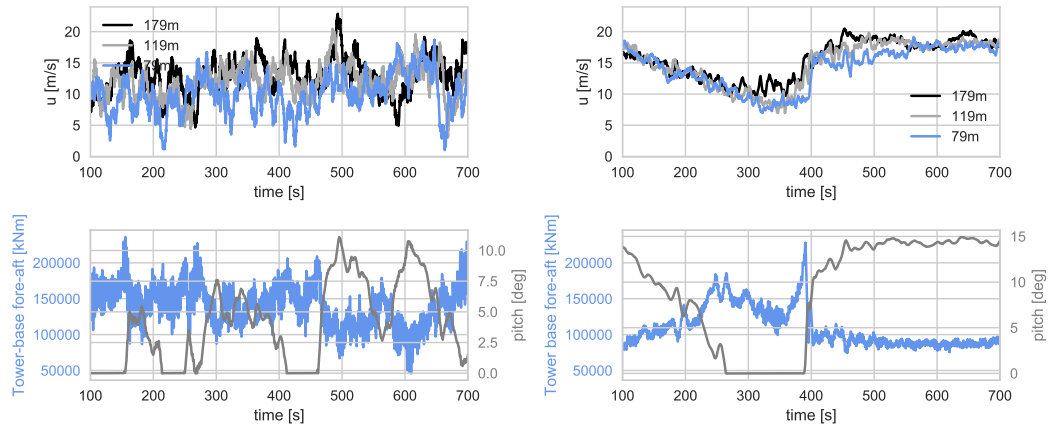 20
15
10
5
0
u [m/s]
179m
119m
79m
100 200 300 400 500 600 700
time [s]
20
15
10
5
0
u [m/s]
179m
119m
79m
100 200 300 400 500 600 700
time [s]
Tower-base fore-aft [kNm]
200000
150000
100000
50000
10.0
7.5
5.0
2.5
0.0
pitch [deg]
100 200 300 400 500 600 700
time [s]
Tower base fore-aft [kNm]
200000
150000
100000
50000
15
10
5
0
pitch [deg]
100 200 300 400 500 600 700
time [s]